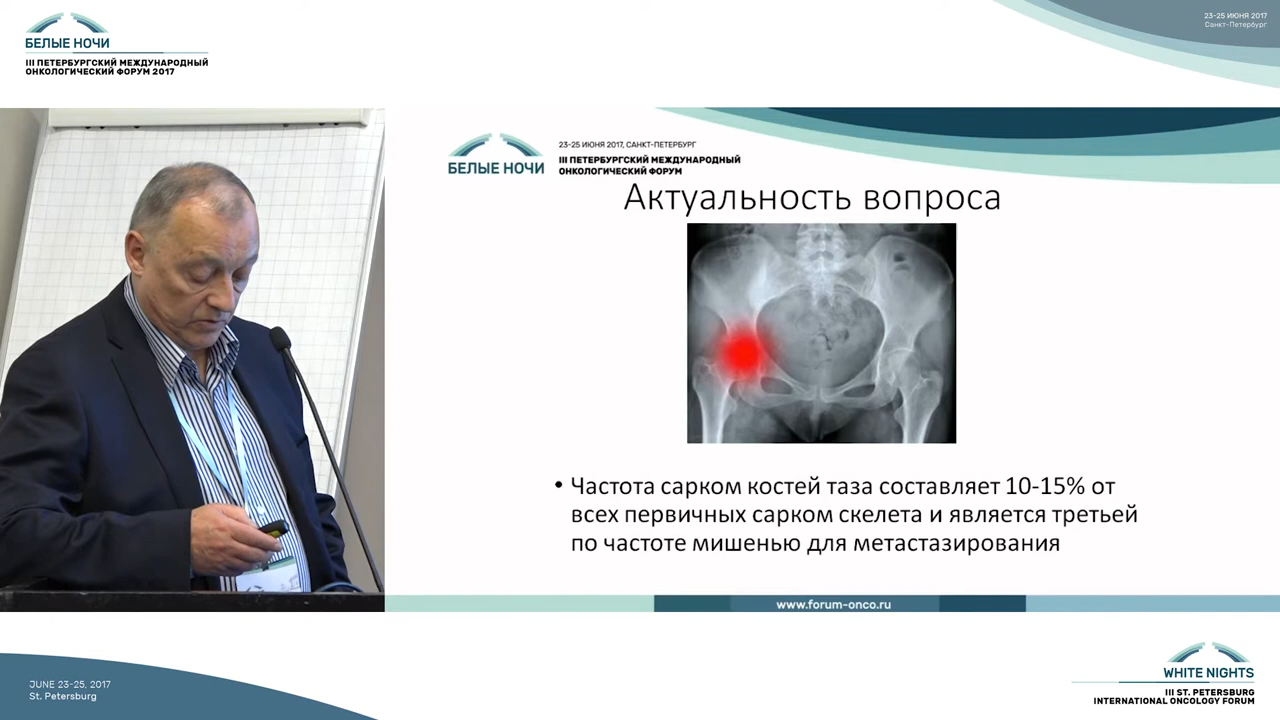 БЕЛЫЕ НОЧИ
III ПЕТЕРБУРГСКИЙ МЕЖДУНАРОДНЫЙ
ОНКОЛОГИЧЕСКИЙ ФОРУМ 2017
23-25 ИЮНЯ 2017
Санкт-Петербург
БЕЛЫЕ НОЧИ
23-25 ИЮНЯ 2017, САНКТ-ПЕТЕРБУРГ
III ПЕТЕРБУРГСКИЙ МЕЖДУНАРОДНЫЙ
ОНКОЛОГИЧЕСКИЙ ФОРУМ
Актуальность вопроса
• Частота сарком костей таза составляет 10-15% от
всех первичных сарком скелета и является третьей
по частоте мишенью для метастазирования
www.forum-onco.ru
JUNE 23-25, 2017
St. Petersburg
WHITE NIGHTS
III ST. PETERSBURG
INTERNATIONAL ONCOLOGY FORUM